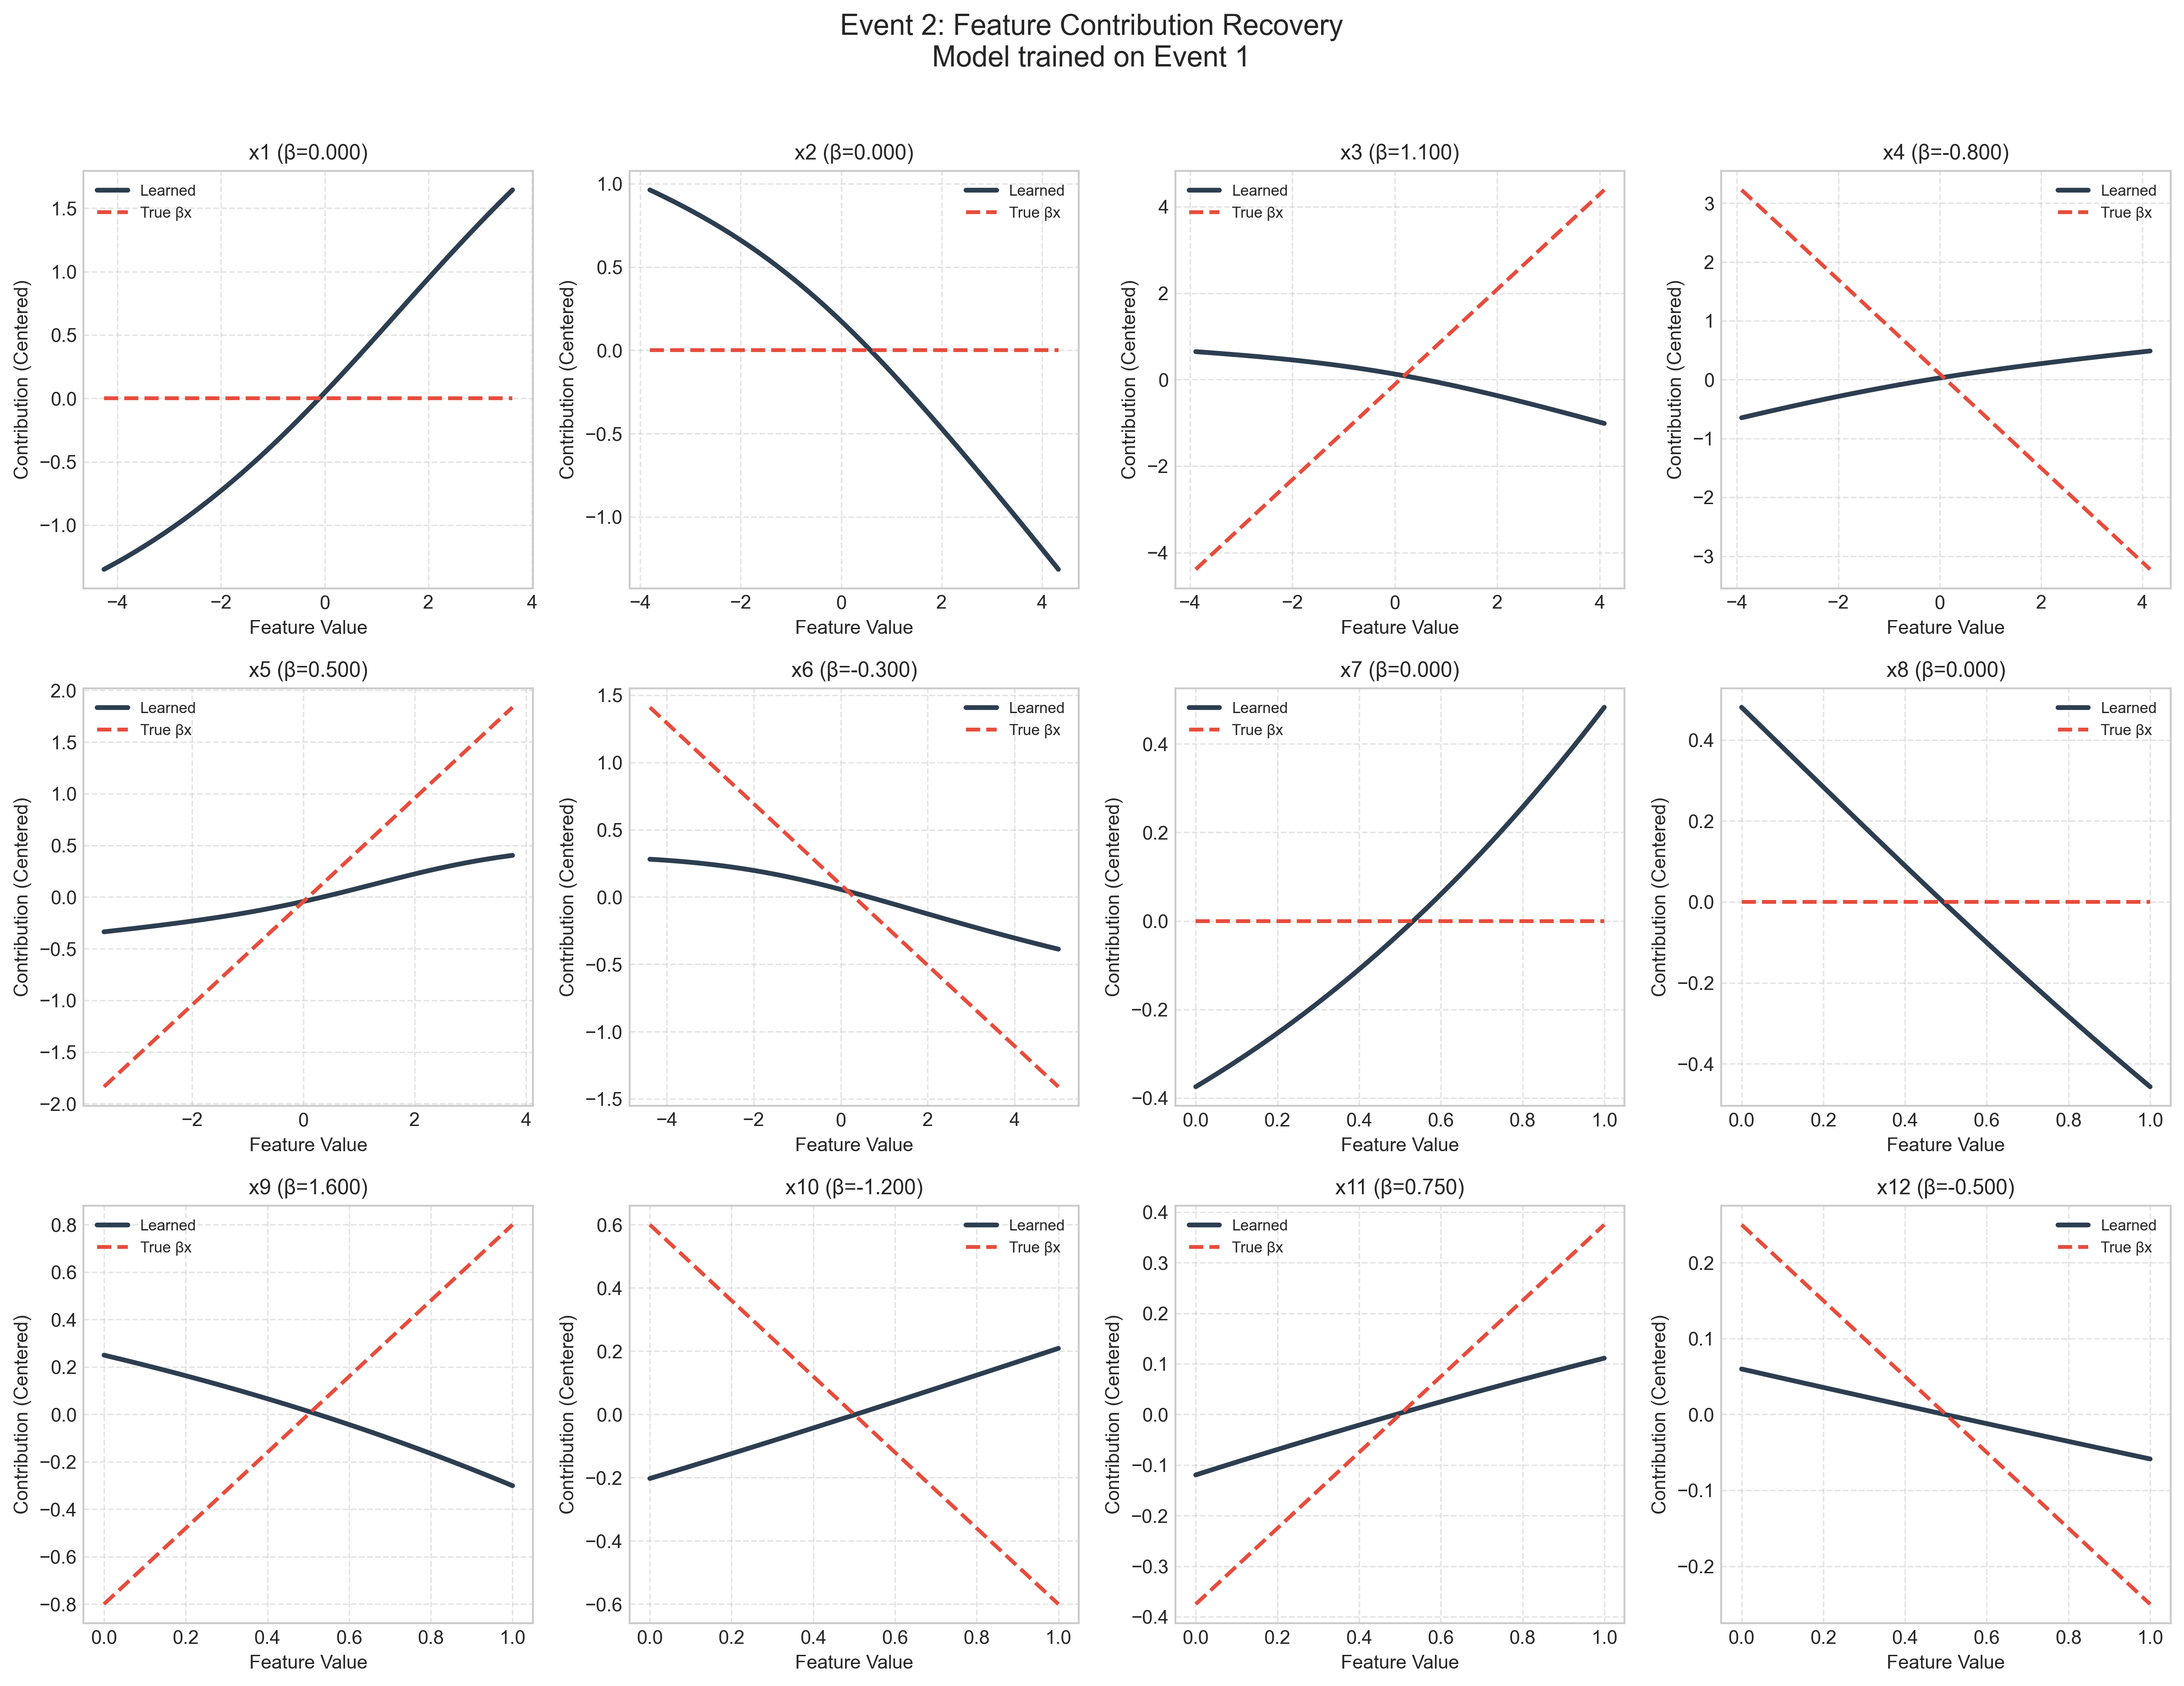 Event 2: Feature Contribution Recovery
Model trained on Event 1
x1 (β=0.000)
Learned
True βx
1.5
1.0
0.5
0.0
−0.5
−1.0
−4
−2
0
2
4
Contribution (Centered)
Feature Value
x2 (β=0.000)
Learned
True βx
1.0
0.5
0.0
−0.5
−1.0
−4
−2
0
2
4
Contribution (Centered)
Feature Value
x3 (β=1.100)
Learned
True βx
4
2
0
−2
−4
−4
−2
0
2
4
Contribution (Centered)
Feature Value
x4 (β=-0.800)
Learned
True βx
3
2
1
0
−1
−2
−3
−4
−2
0
2
4
Contribution (Centered)
Feature Value
x5 (β=0.500)
Learned
True βx
2.0
1.5
1.0
0.5
0.0
−0.5
−1.0
−1.5
−2.0
−2
0
2
4
Contribution (Centered)
Feature Value
x6 (β=-0.300)
Learned
True βx
1.5
1.0
0.5
0.0
−0.5
−1.0
−1.5
−4
−2
0
2
4
Contribution (Centered)
Feature Value
x7 (β=0.000)
Learned
True βx
0.4
0.2
0.0
−0.2
−0.4
0.0
0.2
0.4
0.6
0.8
1.0
Contribution (Centered)
Feature Value
x8 (β=0.000)
Learned
True βx
0.4
0.2
0.0
−0.2
−0.4
0.0
0.2
0.4
0.6
0.8
1.0
Contribution (Centered)
Feature Value
x9 (β=1.600)
Learned
True βx
0.8
0.6
0.4
0.2
0.0
−0.2
−0.4
−0.6
−0.8
0.0
0.2
0.4
0.6
0.8
1.0
Contribution (Centered)
Feature Value
x10 (β=-1.200)
Learned
True βx
0.6
0.4
0.2
0.0
−0.2
−0.4
−0.6
0.0
0.2
0.4
0.6
0.8
1.0
Contribution (Centered)
Feature Value
x11 (β=0.750)
Learned
True βx
0.4
0.3
0.2
0.1
0.0
−0.1
−0.2
−0.3
−0.4
0.0
0.2
0.4
0.6
0.8
1.0
Contribution (Centered)
Feature Value
x12 (β=-0.500)
Learned
True βx
0.2
0.1
0.0
−0.1
−0.2
0.0
0.2
0.4
0.6
0.8
1.0
Contribution (Centered)
Feature Value